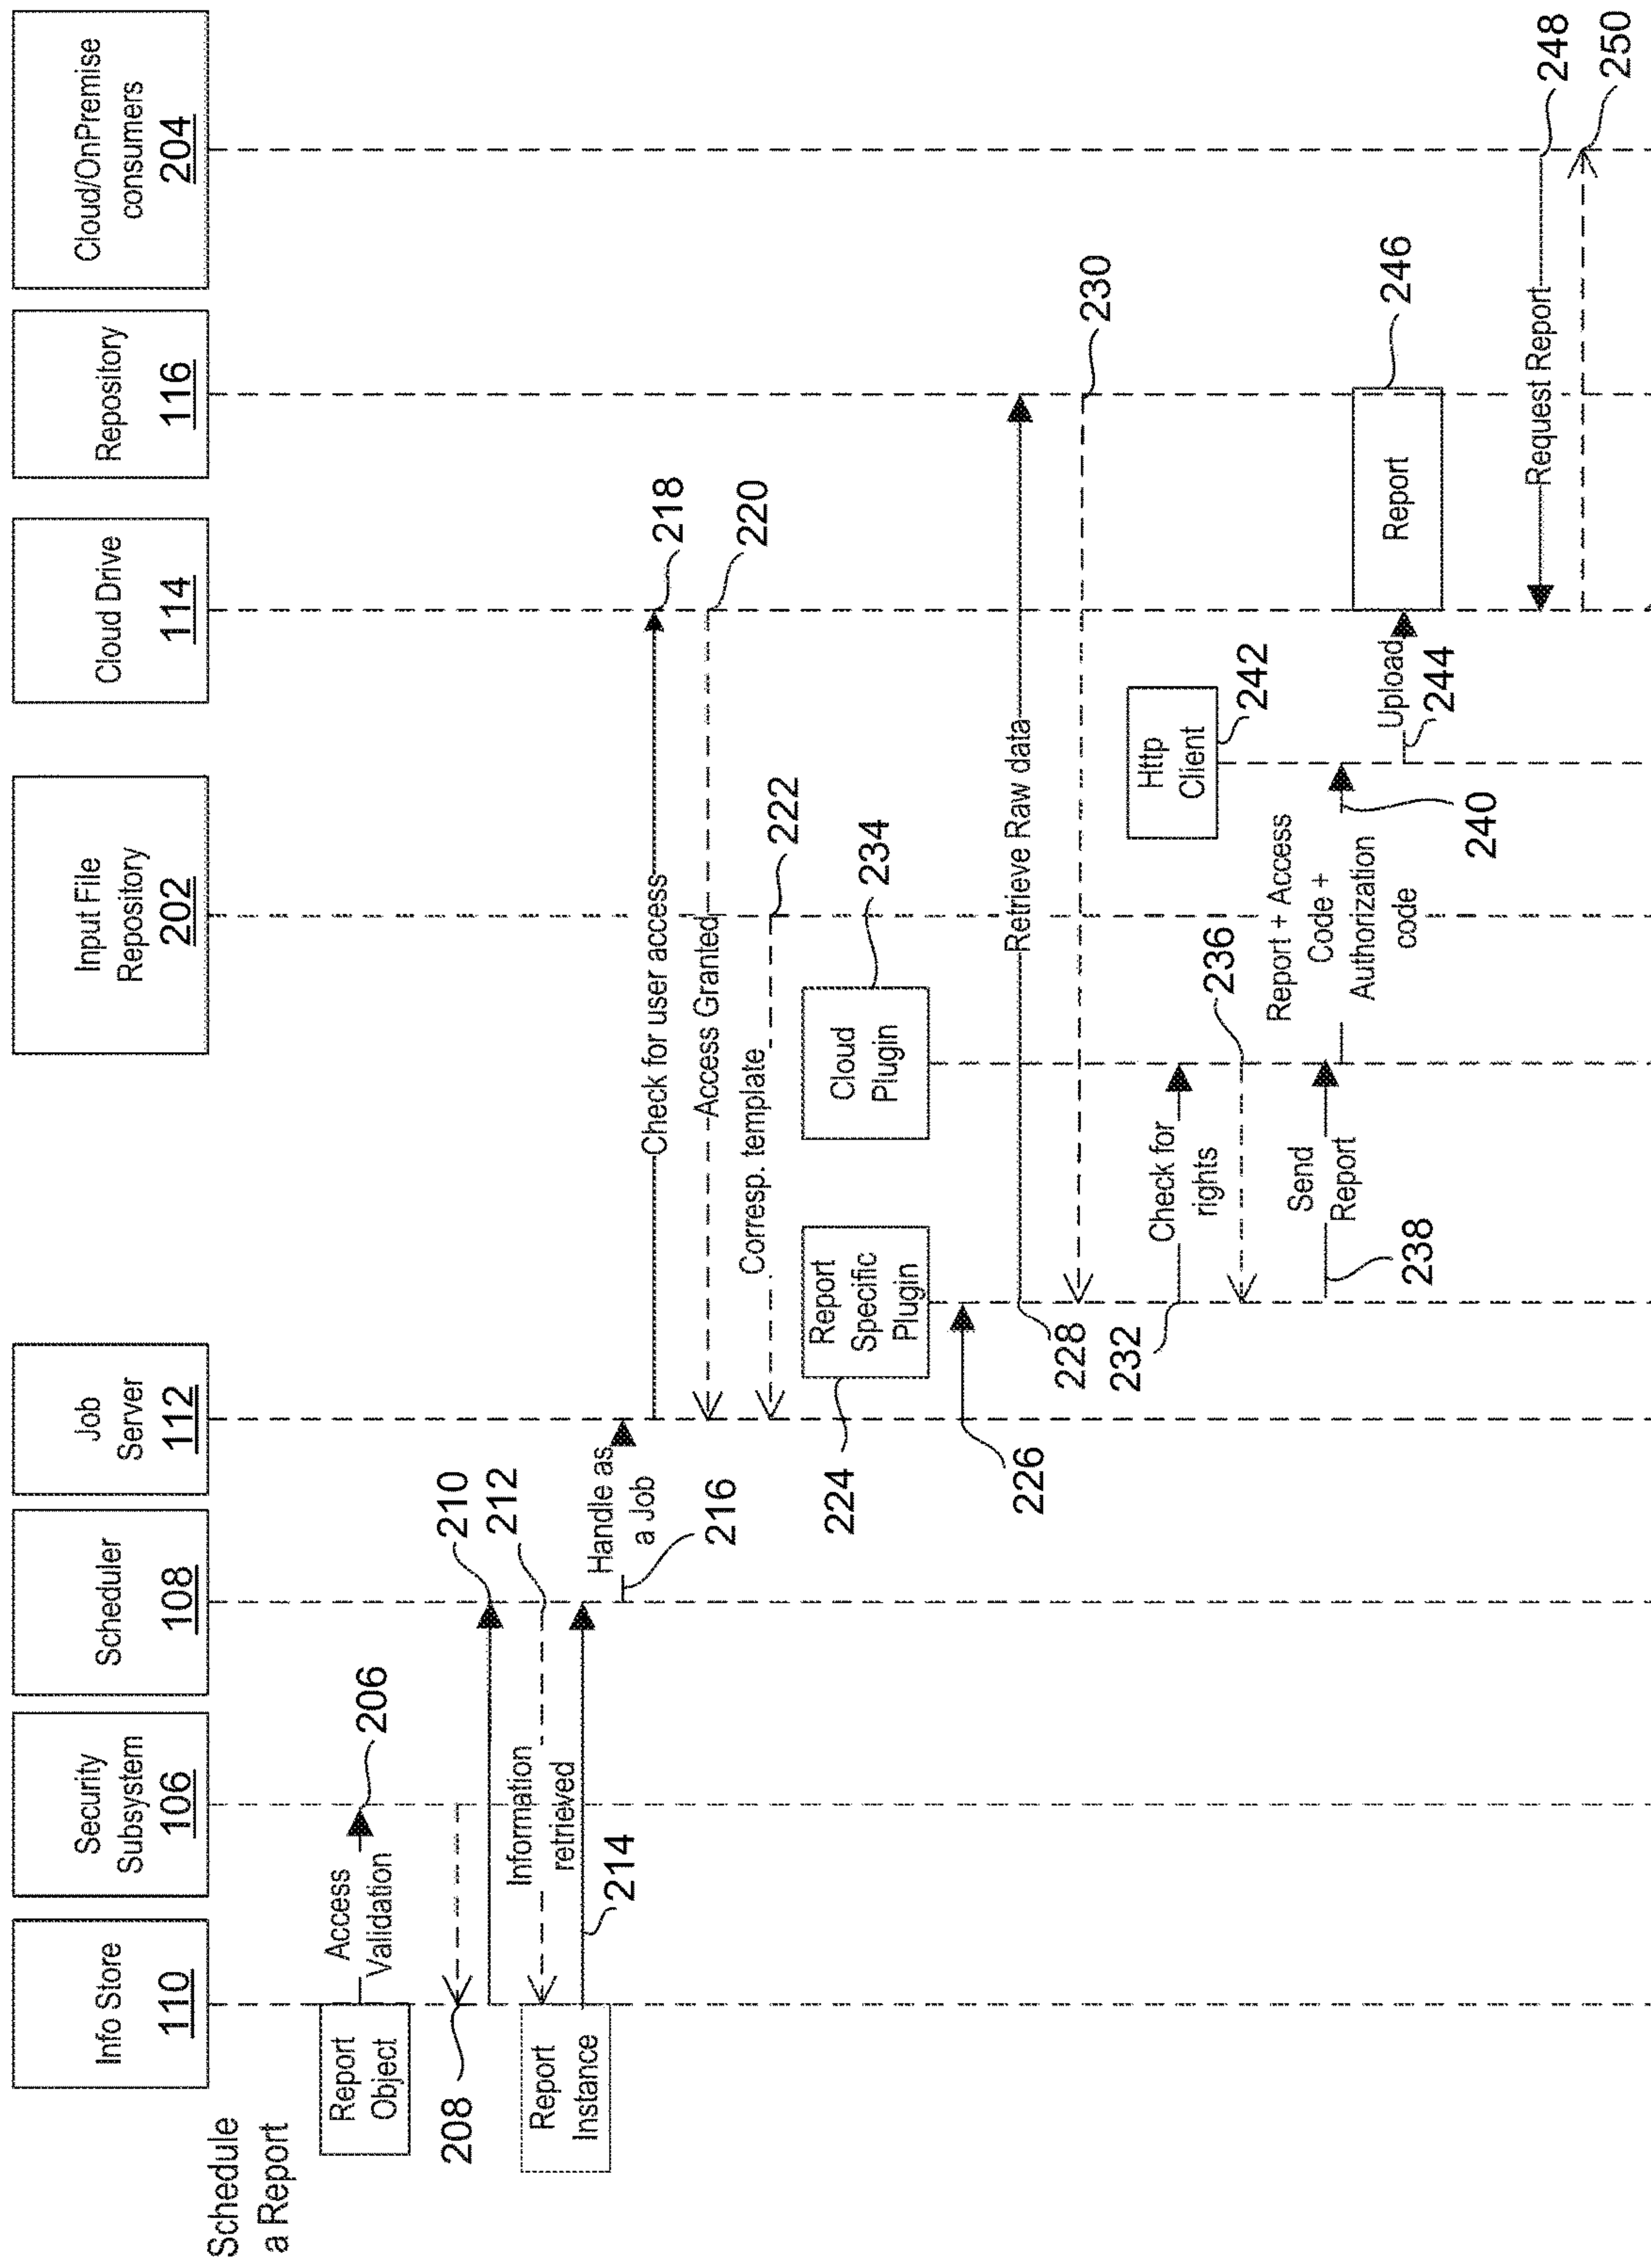 Schedule
a Report
Info Store
110
Security
Subsystem
106
Scheduler
108
Job
Server
112
Input File
Repository
202
Cloud Drive
114
Repository
116
Cloud/OnPremise
consumers
204
Report
Object
Access
Validation
206
208
210
212
Information
retrieved
Report
Instance
214
Handle as
a Job
216
Check for user access
218
Access Granted
220
Corresp. template
222
Report
Specific
Plugin
224
Cloud
Plugin
234
226
Retrieve Raw data
228
230
Http
Client
242
Check for
rights
232
236
Send
Report
238
Report + Access
Code +
Authorization
code
240
Upload
244
Report
246
Request Report
248
250